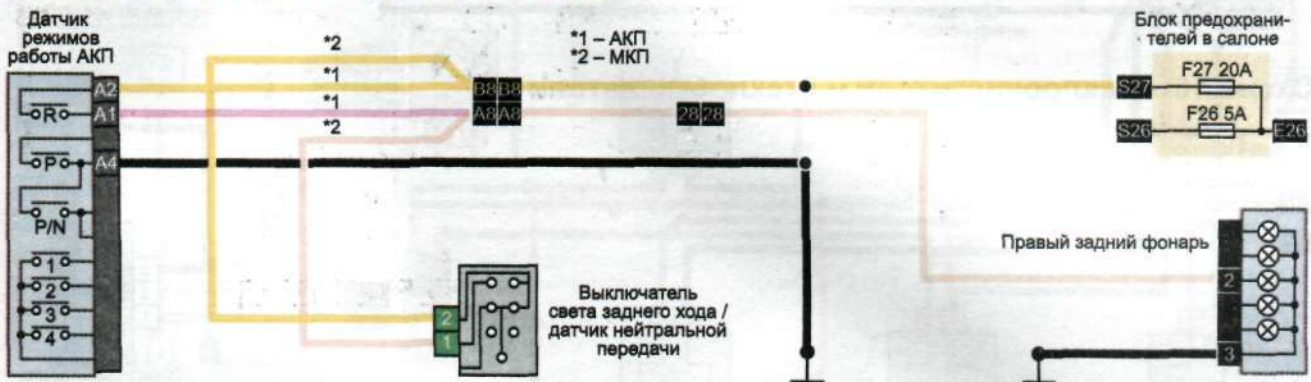 Датчик
режимов
работы АКП
*2
*1
*1
*2
*1 – АКП
*2 – МКП
Блок предохрани-
телей в салоне
F27 20A
F26 5A
S27
S26
E26
A2
A1
A4
R
P
P/N
1
2
3
4
B8 B8
A8 A8
28 28
2
1
Выключатель
света заднего хода /
датчик нейтральной
передачи
Правый задний фонарь
2
3